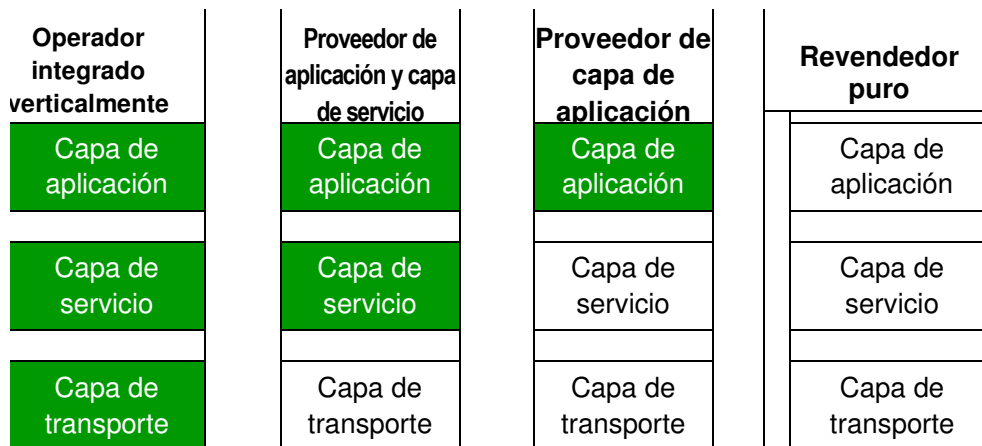 Operador
integrado
verticalmente
Proveedor de
aplicación y capa
de servicio
Proveedor de
capa de
aplicación
Revendedor
puro
Capa de
aplicación
Capa de
aplicación
Capa de
aplicación
Capa de
aplicación
Capa de
servicio
Capa de
servicio
Capa de
servicio
Capa de
servicio
Capa de
transporte
Capa de
transporte
Capa de
transporte
Capa de
transporte